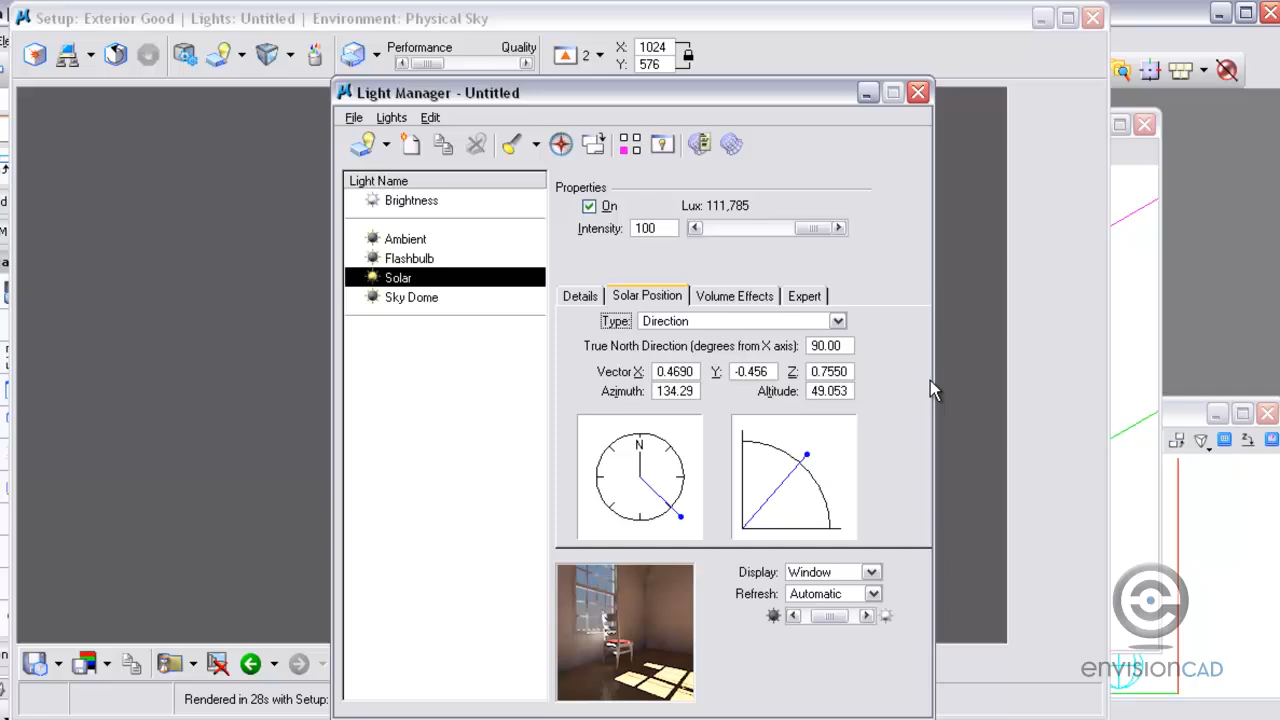 Setup: Exterior Good | Lights: Untitled | Environment: Physical Sky
Performance Quality
2
X: 1024
Y: 576
Light Manager - Untitled
File Lights Edit
Light Name
Brightness
Ambient
Flashbulb
Solar
Sky Dome
Properties
On Lux: 111,785
Intensity: 100
Details Solar Position Volume Effects Expert
Type: Direction
True North Direction (degrees from X axis): 90.00
Vector X: 0.4690 Y: -0.456 Z: 0.7550
Azimuth: 134.29 Altitude: 49.053
N
Display: Window
Refresh: Automatic
Rendered in 28s with Setup:
envisionCAD